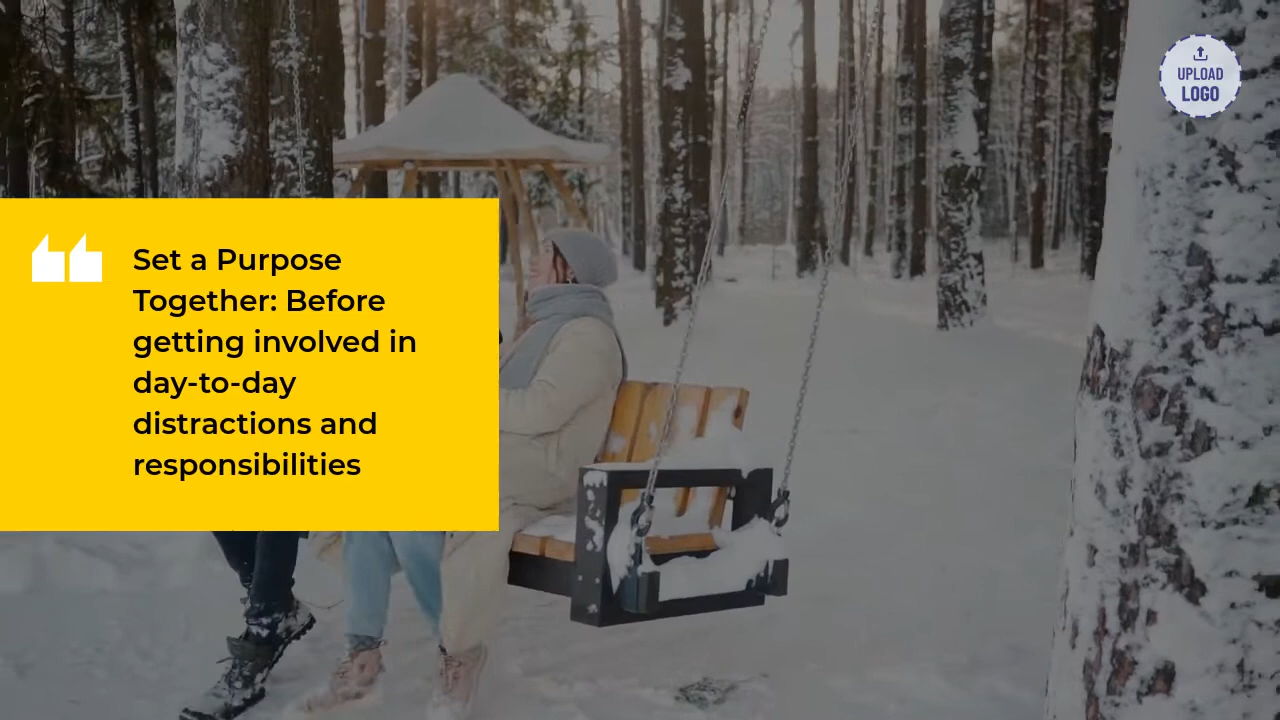 Set a Purpose
Together: Before
getting involved in
day-to-day
distractions and
responsibilities
UPLOAD
LOGO